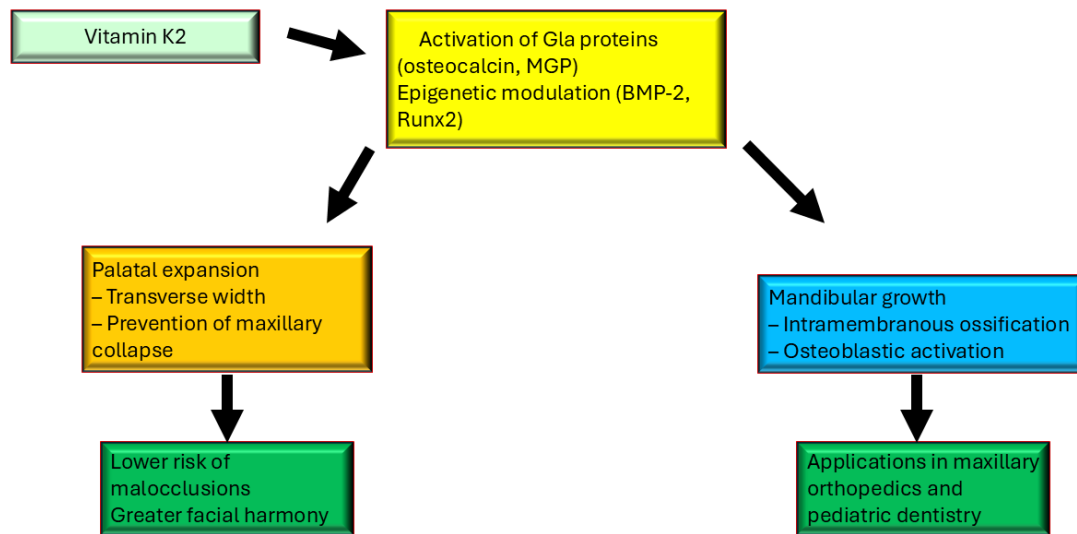 Vitamin K2
Activation of Gla proteins
(osteocalcin, MGP)
Epigenetic modulation (BMP-2,
Runx2)
Palatal expansion
– Transverse width
– Prevention of maxillary
collapse
Mandibular growth
– Intramembranous ossification
– Osteoblastic activation
Lower risk of
malocclusions
Greater facial harmony
Applications in maxillary
orthopedics and
pediatric dentistry